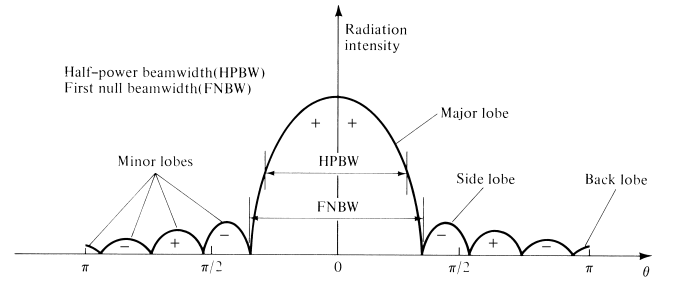 Radiation
intensity
Half-power beamwidth(HPBW)
First null beamwidth(FNBW)
+ +
Major lobe
Minor lobes
HPBW
Side lobe
Back lobe
FNBW
− + − − + −
π π/2 0 π/2 π θ